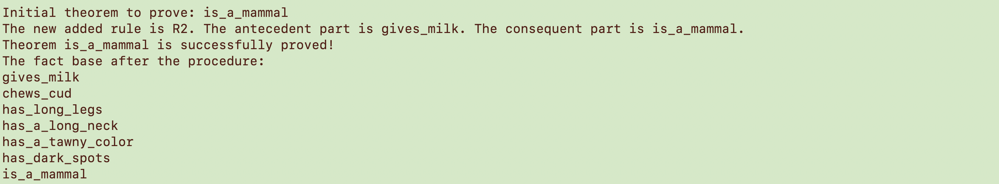 Initial theorem to prove: is_a_mammal
The new added rule is R2. The antecedent part is gives_milk. The consequent part is is_a_mammal.
Theorem is_a_mammal is successfully proved!
The fact base after the procedure:
gives_milk
chews_cud
has_long_legs
has_a_long_neck
has_a_tawny_color
has_dark_spots
is_a_mammal